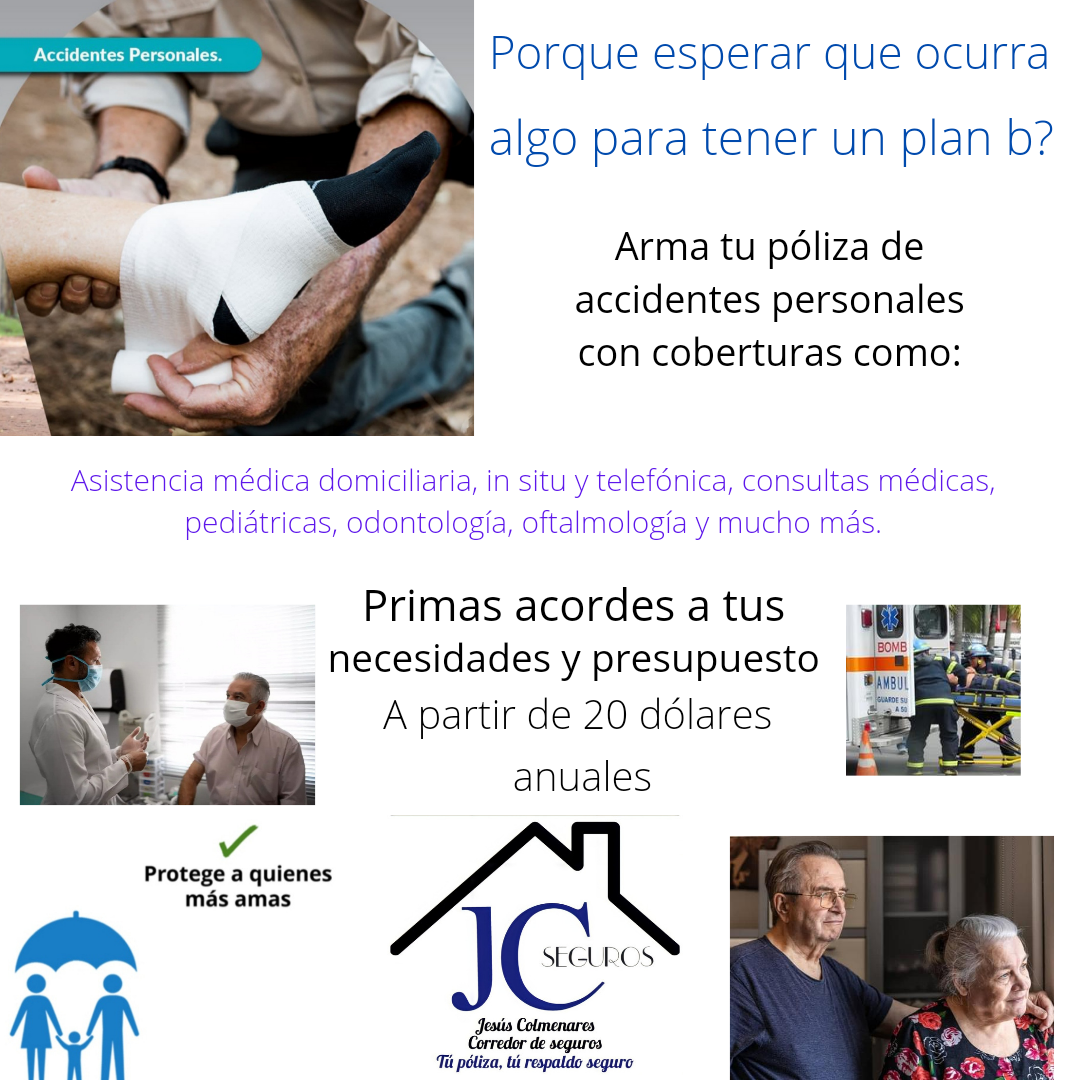 Accidentes Personales.
Porque esperar que ocurra
algo para tener un plan b?
Arma tu póliza de
accidentes personales
con coberturas como:
Asistencia médica domiciliaria, in situ y telefónica, consultas médicas,
pediátricas, odontología, oftalmología y mucho más.
Primas acordes a tus
necesidades y presupuesto
A partir de 20 dólares
anuales
BOMB
AMBUL
GUARDE SU
A 50
Protege a quienes
más amas
JC
SEGUROS
Jesús Colmenares
Corredor de seguros
Tú póliza, tú respaldo seguro